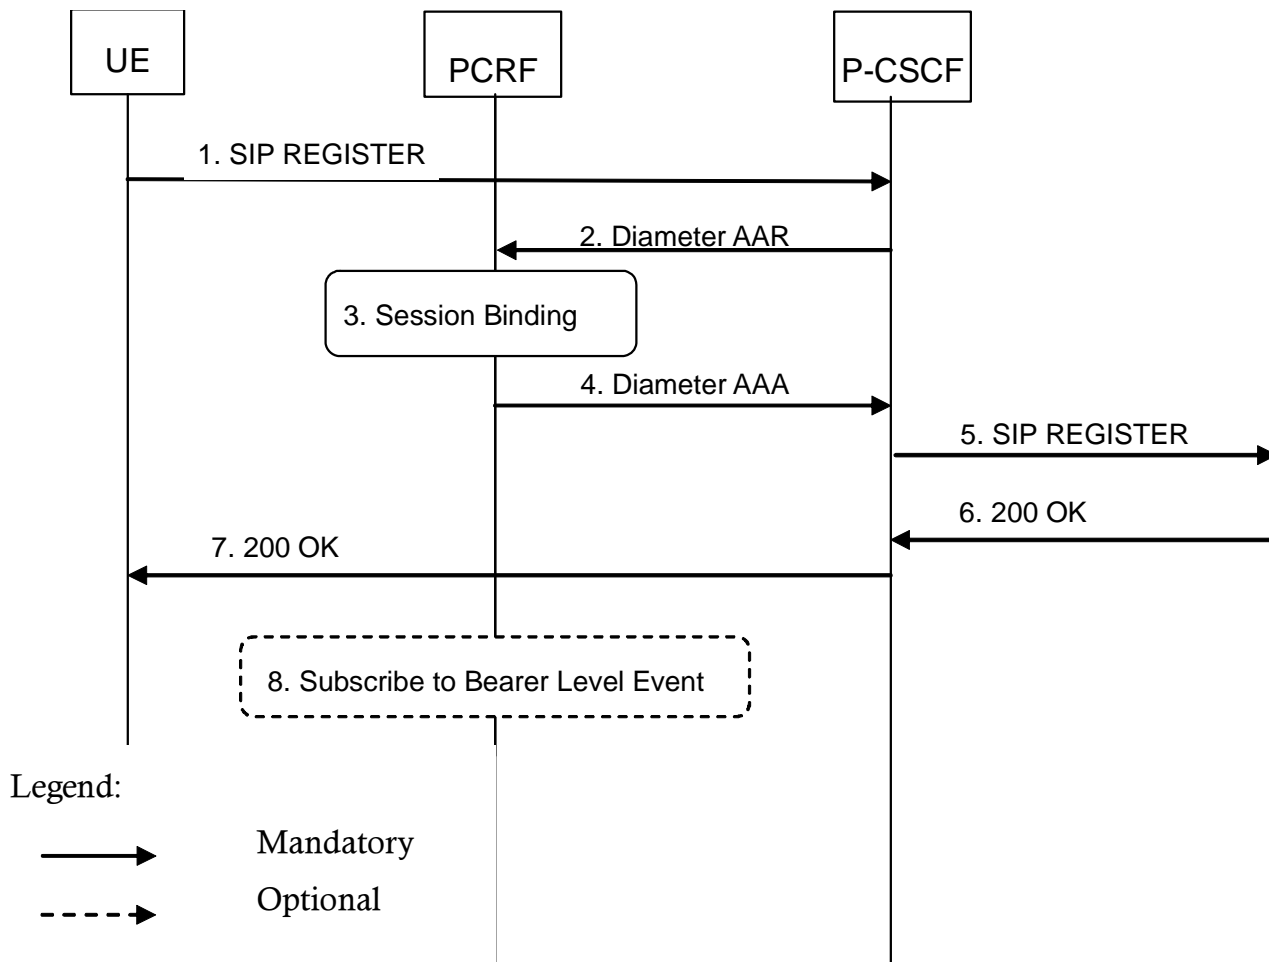 UE
PCRF
P-CSCF
1. SIP REGISTER
2. Diameter AAR
3. Session Binding
4. Diameter AAA
5. SIP REGISTER
6. 200 OK
7. 200 OK
8. Subscribe to Bearer Level Event
Legend:
Mandatory
Optional